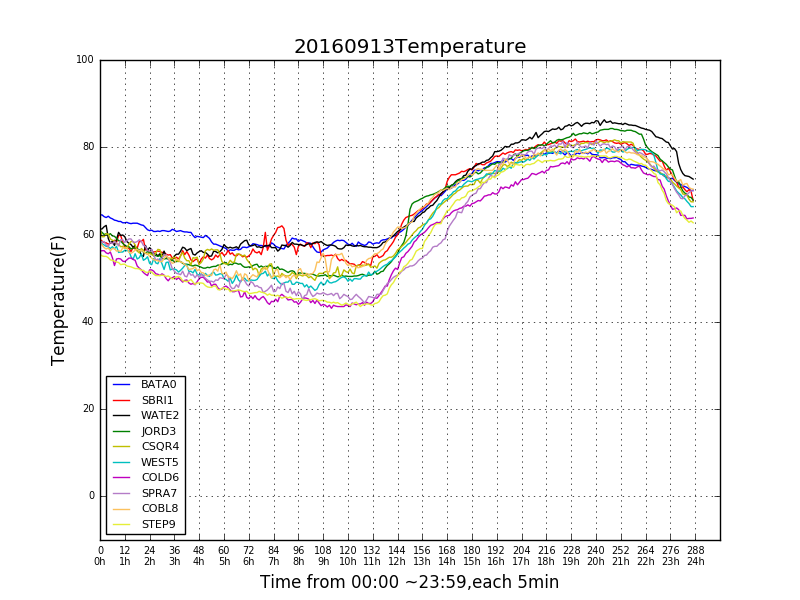 20160913Temperature
100
80
60
40
20
0
Temperature(F)
BATA0
SBRI1
WATE2
JORD3
CSQR4
WEST5
COLD6
SPRA7
COBL8
STEP9
0 12 24 36 48 60 72 84 96 108 120 132 144 156 168 180 192 204 216 228 240 252 264 276 288
0h 1h 2h 3h 4h 5h 6h 7h 8h 9h 10h 11h 12h 13h 14h 15h 16h 17h 18h 19h 20h 21h 22h 23h 24h
Time from 00:00 ~23:59,each 5min